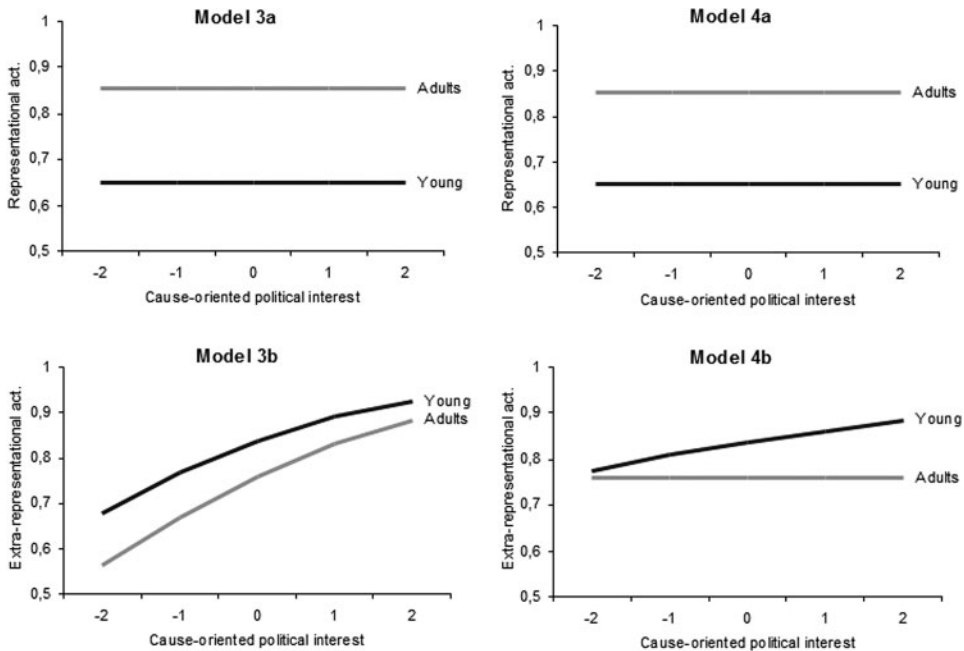 Model 3a
1
0,9
0,8
0,7
0,6
0,5
Representational act.
Adults
Young
-2 -1 0 1 2
Cause-oriented political interest
Model 4a
1
0,9
0,8
0,7
0,6
0,5
Representational act.
Adults
Young
-2 -1 0 1 2
Cause-oriented political interest
Model 3b
1
0,9
0,8
0,7
0,6
0,5
Extra-representational act.
Young
Adults
-2 -1 0 1 2
Cause-oriented political interest
Model 4b
1
0,9
0,8
0,7
0,6
0,5
Extra-representational act.
Young
Adults
-2 -1 0 1 2
Cause-oriented political interest